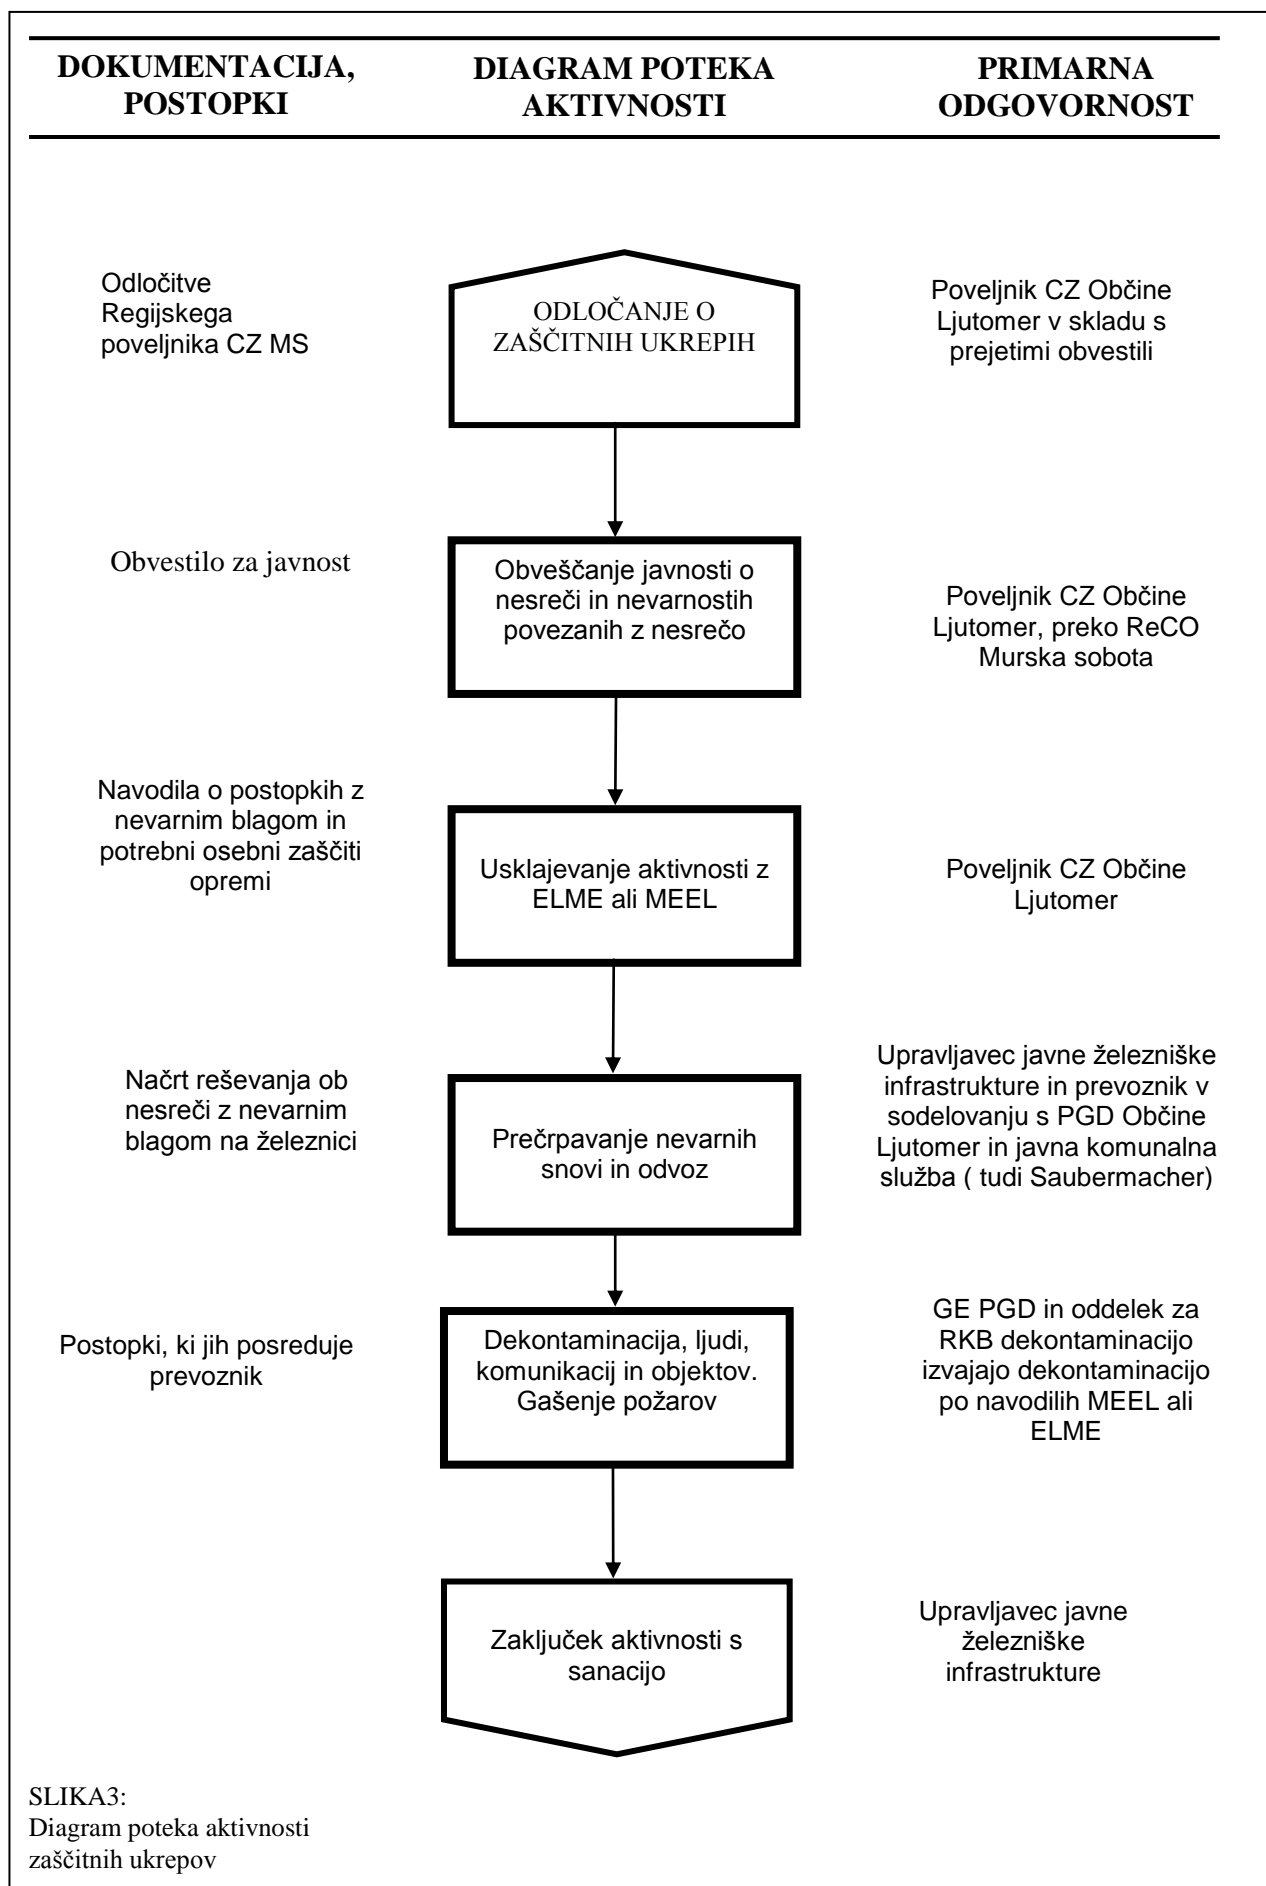 DOKUMENTACIJA,
POSTOPKI
DIAGRAM POTEKA
AKTIVNOSTI
PRIMARNA
ODGOVORNOST
Odločitve
Regijskega
poveljnika CZ MS
ODLOČANJE O
ZAŠČITNIH UKREPIH
Poveljnik CZ Občine
Ljutomer v skladu s
prejetimi obvestili
Obvestilo za javnost
Obveščanje javnosti o
nesreči in nevarnostih
povezanih z nesrečo
Poveljnik CZ Občine
Ljutomer, preko ReCO
Murska sobota
Navodila o postopkih z
nevarnim blagom in
potrebni osebni zaščiti
opremi
Usklajevanje aktivnosti z
ELME ali MEEL
Poveljnik CZ Občine
Ljutomer
Načrt reševanja ob
nesreči z nevarnim
blagom na železnici
Prečrpavanje nevarnih
snovi in odvoz
Upravljavec javne železniške
infrastrukture in prevoznik v
sodelovanju s PGD Občine
Ljutomer in javna komunalna
služba ( tudi Saubermacher)
Postopki, ki jih posreduje
prevoznik
Dekontaminacija, ljudi,
komunikacij in objektov.
Gašenje požarov
GE PGD in oddelek za
RKB dekontaminacijo
izvajajo dekontaminacijo
po navodilih MEEL ali
ELME
Zaključek aktivnosti s
sanacijo
Upravljavec javne
železniške
infrastrukture
SLIKA3:
Diagram poteka aktivnosti
zaščitnih ukrepov